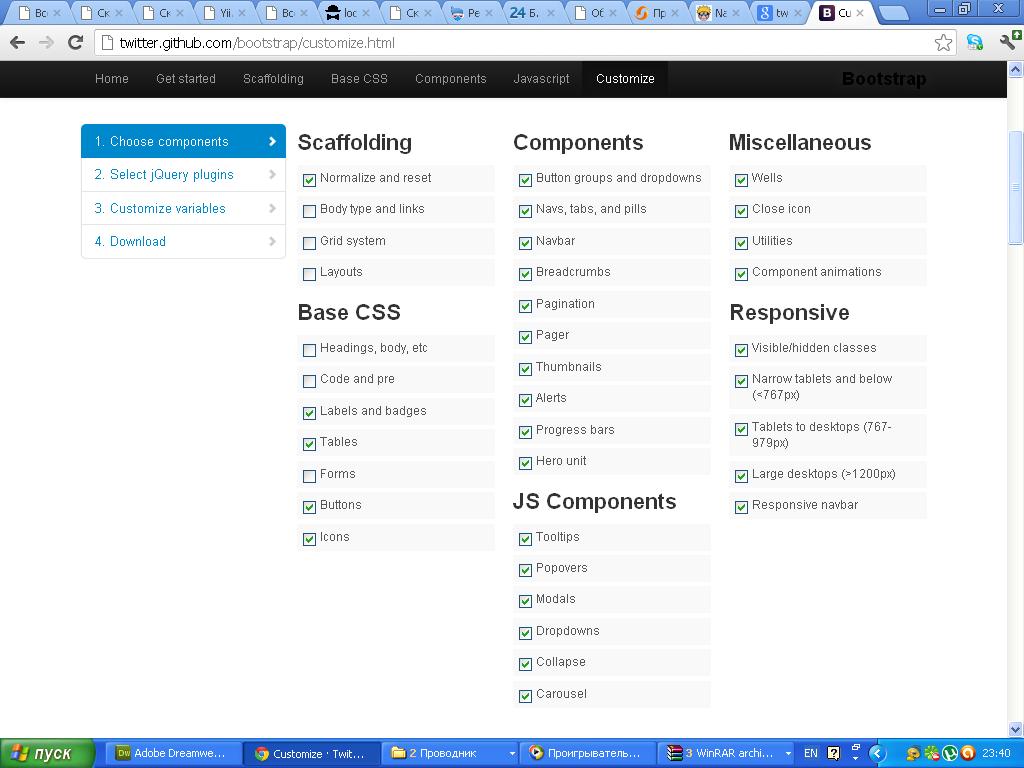 Вс
Ск
Ск
Yii
Вс
loc
Ск
Ре
24 Б.
Об
Пр
Na
tw
Cu
twitter.github.com/bootstrap/customize.html
Home Get started Scaffolding Base CSS Components Javascript Customize Bootstrap
1. Choose components
2. Select jQuery plugins
3. Customize variables
4. Download
Scaffolding
Normalize and reset
Body type and links
Grid system
Layouts
Base CSS
Headings, body, etc
Code and pre
Labels and badges
Tables
Forms
Buttons
Icons
Components
Button groups and dropdowns
Navs, tabs, and pills
Navbar
Breadcrumbs
Pagination
Pager
Thumbnails
Alerts
Progress bars
Hero unit
JS Components
Tooltips
Popovers
Modals
Dropdowns
Collapse
Carousel
Miscellaneous
Wells
Close icon
Utilities
Component animations
Responsive
Visible/hidden classes
Narrow tablets and below
(<767px)
Tablets to desktops (767-
979px)
Large desktops (>1200px)
Responsive navbar
пуск
Adobe Dreamwe...
Customize · Twit...
2 Проводник
Проигрыватель...
3 WinRAR archi...
EN
23:40